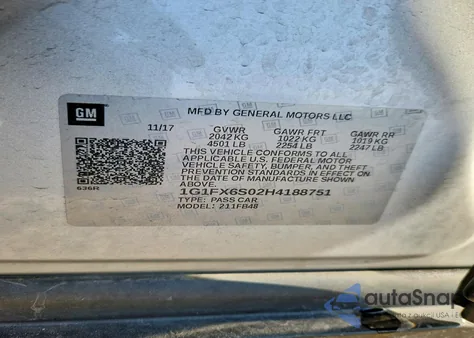 GM
MFD BY GENERAL MOTORS LLC
11/17 GVWR GAWR FRT GAWR RR
2042 KG 1022 KG 1019 KG
4501 LB 2254 LB 2247 LB
THIS VEHICLE CONFORMS TO ALL
APPLICABLE U.S. FEDERAL MOTOR
VEHICLE SAFETY, BUMPER, AND THEFT
PREVENTION STANDARDS IN EFFECT ON
THE DATE OF MANUFACTURE SHOWN ABOVE.
636R
1G1FX6S02H4188751
TYPE: PASS CAR
MODEL: 211FB48
autoSnap